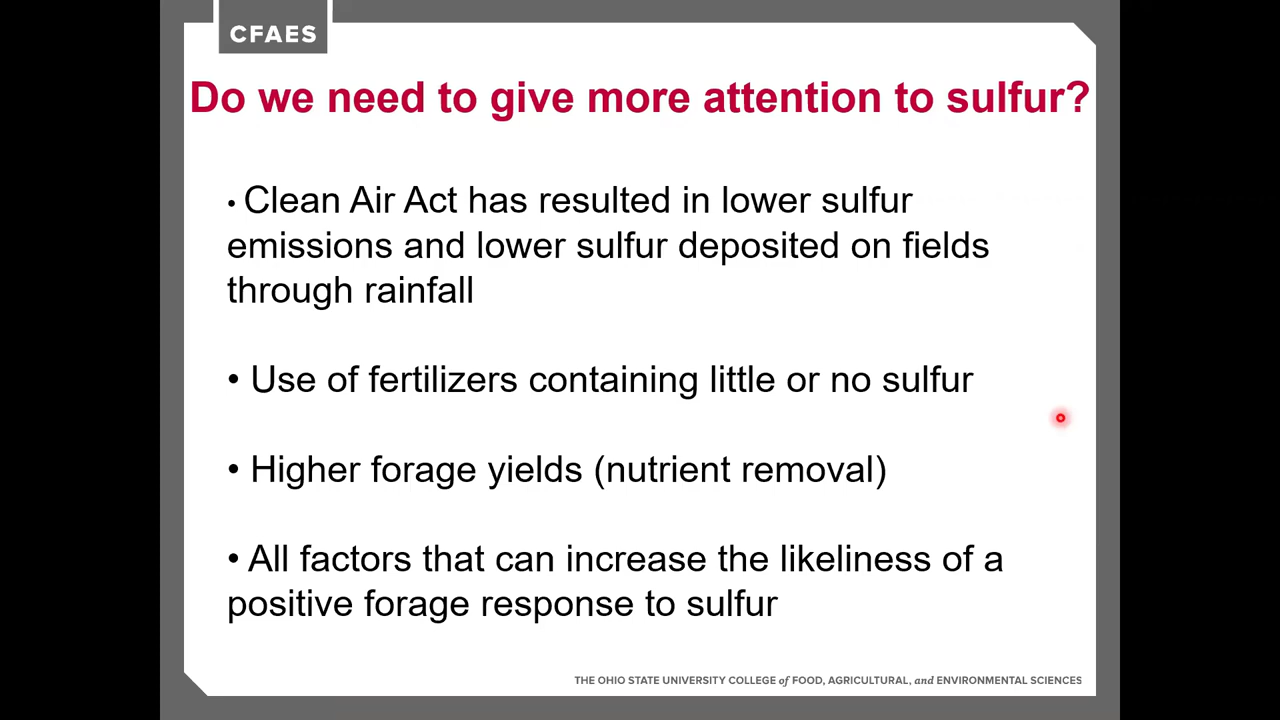 CFAES
Do we need to give more attention to sulfur?
• Clean Air Act has resulted in lower sulfur
emissions and lower sulfur deposited on fields
through rainfall
• Use of fertilizers containing little or no sulfur
• Higher forage yields (nutrient removal)
• All factors that can increase the likeliness of a
positive forage response to sulfur
THE OHIO STATE UNIVERSITY COLLEGE of FOOD, AGRICULTURAL, and ENVIRONMENTAL SCIENCES